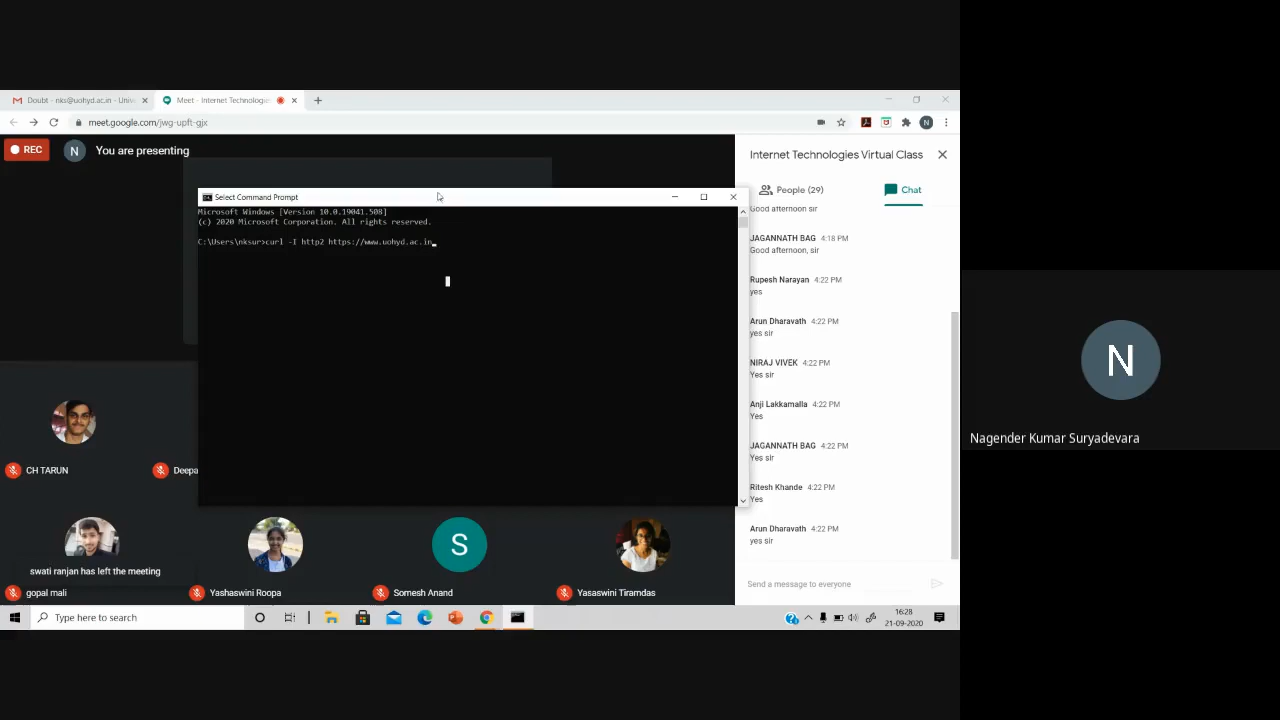 Doubt - nks@uohyd.ac.in - Unive
Meet - Internet Technologies
meet.google.com/jwg-upft-gjx
N
REC
N
You are presenting
Internet Technologies Virtual Class
People (29)
Chat
Good afternoon sir
JAGANNATH BAG 4:18 PM
Good afternoon, sir
Rupesh Narayan 4:22 PM
yes
Arun Dharavath 4:22 PM
yes sir
NIRAJ VIVEK 4:22 PM
Yes sir
Anji Lakkamalla 4:22 PM
Yes
JAGANNATH BAG 4:22 PM
Yes sir
Ritesh Khande 4:22 PM
Yes
Arun Dharavath 4:22 PM
yes sir
Send a message to everyone
Select Command Prompt
Microsoft Windows [Version 10.0.19041.508]
(c) 2020 Microsoft Corporation. All rights reserved.
C:\Users\nksur>curl -I http2 https://www.uohyd.ac.in
CH TARUN
Deepa
swati ranjan has left the meeting
gopal mali
Yashaswini Roopa
S
Somesh Anand
Yasaswini Tiramdas
Type here to search
16:28
21-09-2020
N
Nagender Kumar Suryadevara